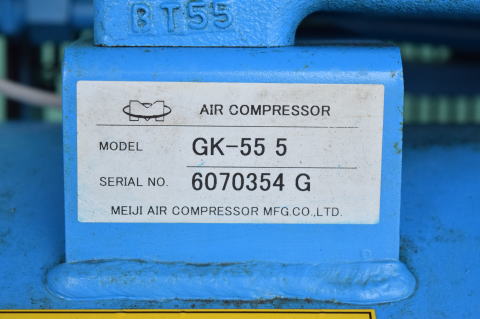 BT55
AIR COMPRESSOR
MODEL GK-55 5
SERIAL NO. 6070354 G
MEIJI AIR COMPRESSOR MFG.CO.,LTD.